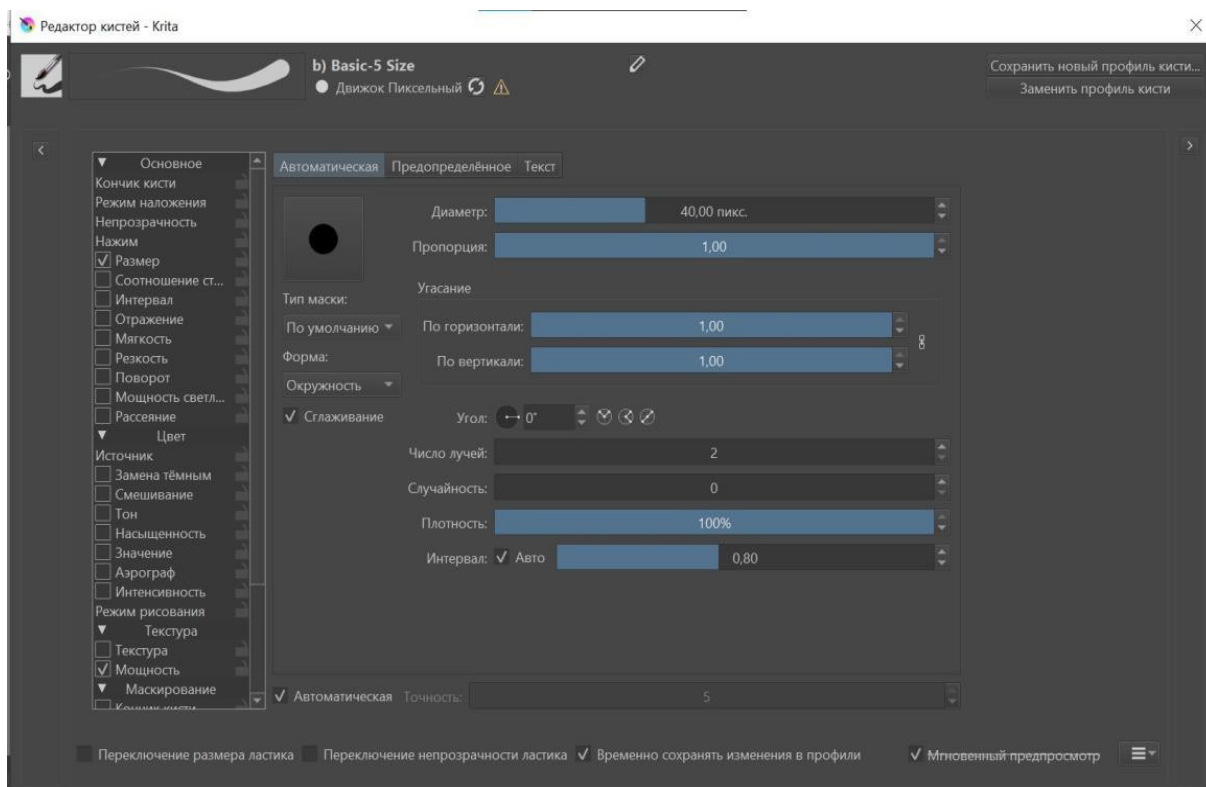 Редактор кистей - Krita
b) Basic-5 Size
Движок Пиксельный
Сохранить новый профиль кисти...
Заменить профиль кисти
Основное
Кончик кисти
Режим наложения
Непрозрачность
Нажим
Размер
Соотношение ст...
Интервал
Отражение
Мягкость
Резкость
Поворот
Мощность светл...
Рассеяние
Цвет
Источник
Замена тёмным
Смешивание
Тон
Насыщенность
Значение
Аэрограф
Интенсивность
Режим рисования
Текстура
Текстура
Мощность
Маскирование
Кончик кисти
Автоматическая Предопределённое Текст
Диаметр: 40,00 пикс.
Пропорция: 1,00
Тип маски:
По умолчанию
Форма:
Окружность
Сглаживание
Угасание
По горизонтали: 1,00
По вертикали: 1,00
Угол: 0°
Число лучей: 2
Случайность: 0
Плотность: 100%
Интервал: Авто 0,80
Автоматическая Точность: 5
Переключение размера ластика Переключение непрозрачности ластика Временно сохранять изменения в профили Мгновенный предпросмотр